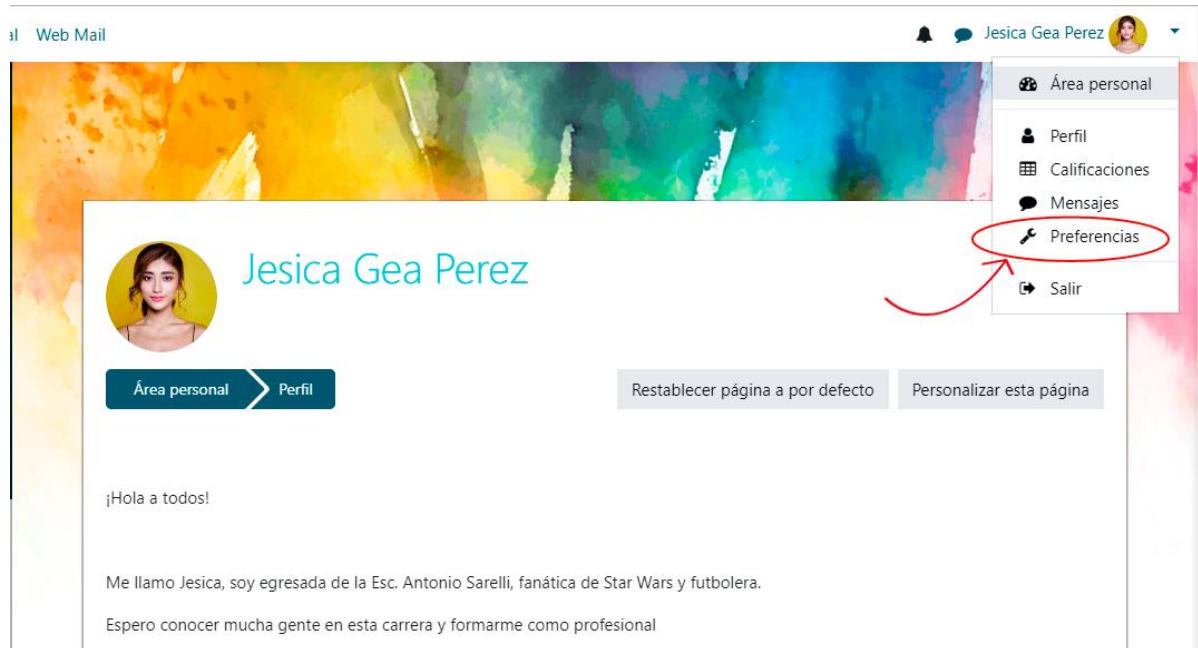 Web Mail
Jesica Gea Perez
Área personal
Perfil
Calificaciones
Mensajes
Preferencias
Salir
Jesica Gea Perez
Área personal Perfil
Restablecer página a por defecto Personalizar esta página
¡Hola a todos!
Me llamo Jesica, soy egresada de la Esc. Antonio Sarelli, fanática de Star Wars y futbolera.
Espero conocer mucha gente en esta carrera y formarme como profesional